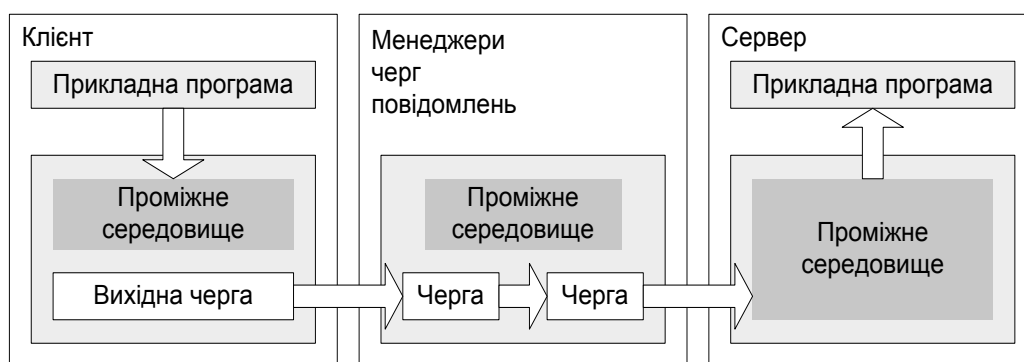 Клієнт
Прикладна програма
Проміжне
середовище
Вихідна черга
Менеджери
черг
повідомлень
Проміжне
середовище
Черга
Черга
Сервер
Прикладна програма
Проміжне
середовище